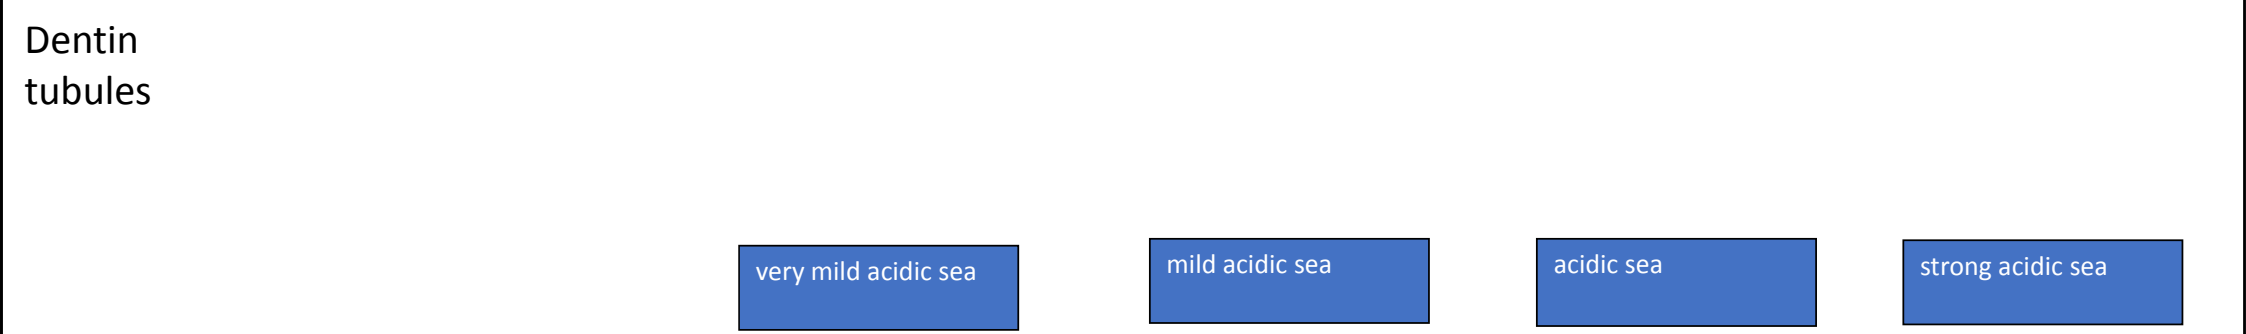 Dentin
tubules
very mild acidic sea
mild acidic sea
acidic sea
strong acidic sea